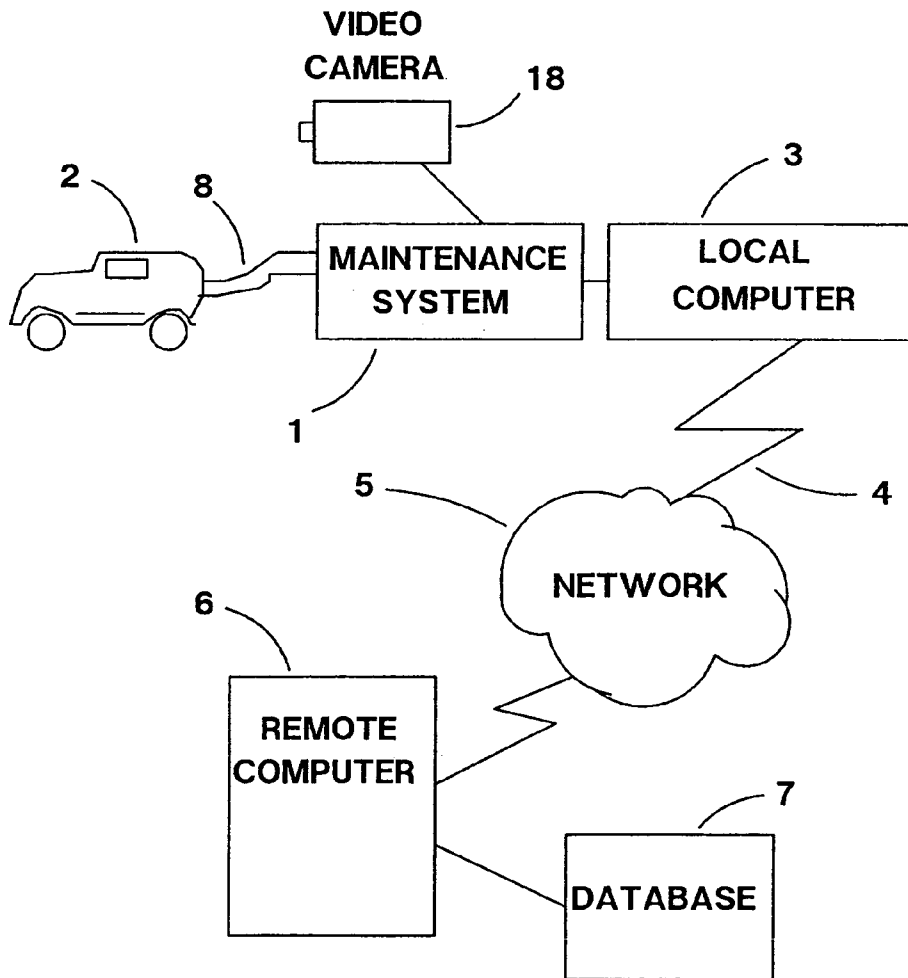 VIDEO
CAMERA
18
2
8
3
MAINTENANCE
SYSTEM
LOCAL
COMPUTER
1
4
5
NETWORK
6
REMOTE
COMPUTER
7
DATABASE